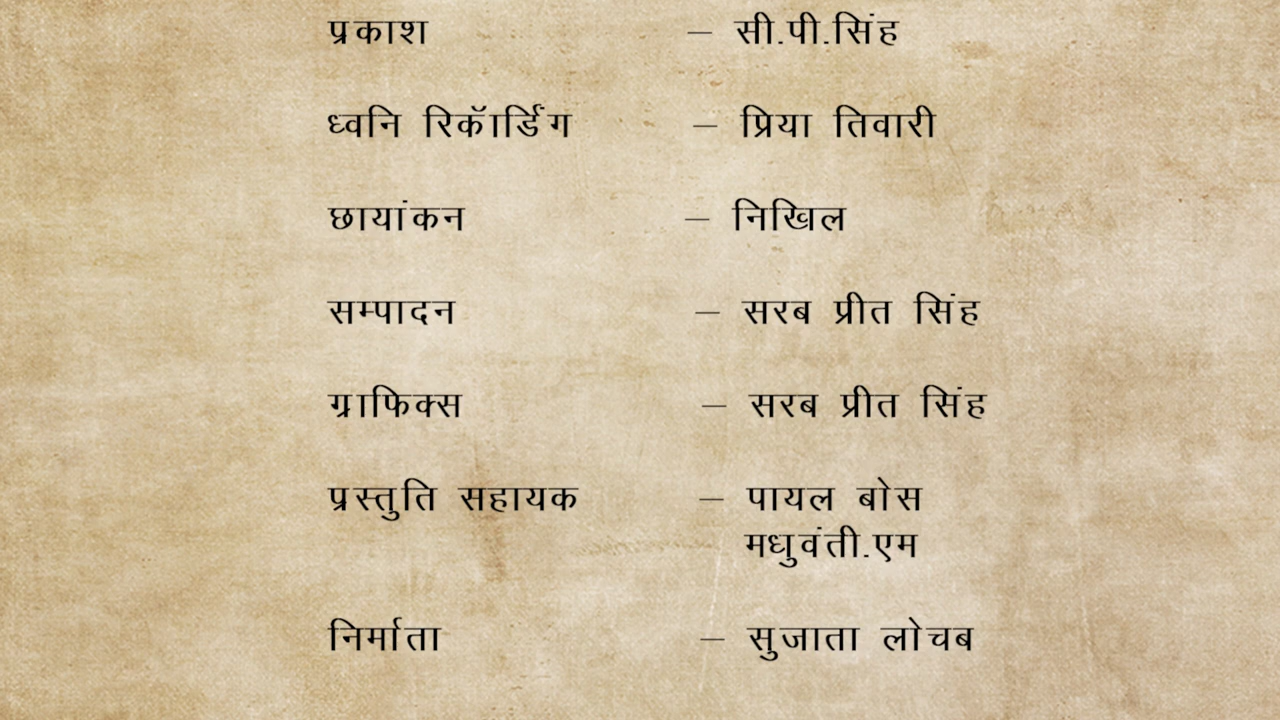 प्रकाश – सी.पी.सिंह
ध्वनि रिकॉर्डिंग – प्रिया तिवारी
छायांकन – निखिल
सम्पादन – सरब प्रीत सिंह
ग्राफिक्स – सरब प्रीत सिंह
प्रस्तुति सहायक – पायल बोस
मधुवंती.एम
निर्माता – सुजाता लोचब